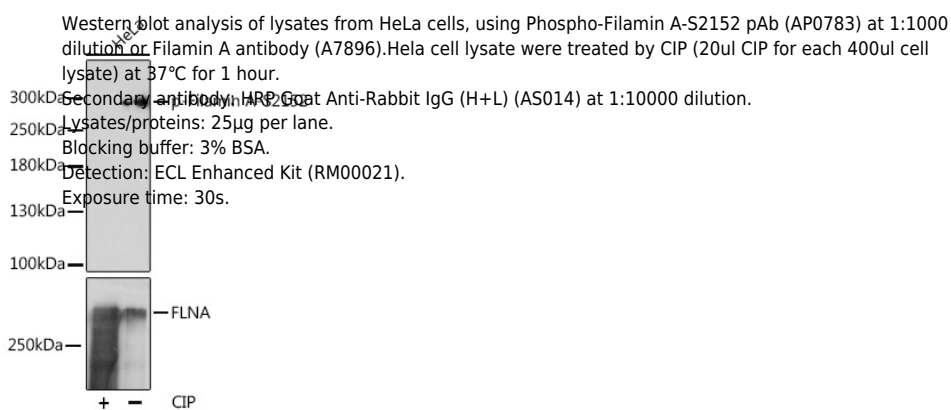 Western blot analysis of lysates from HeLa cells, using Phospho-Filamin A-S2152 pAb (AP0783) at 1:1000
dilution or Filamin A antibody (A7896).Hela cell lysate were treated by CIP (20ul CIP for each 400ul cell
lysate) at 37℃ for 1 hour.
Secondary antibody: HRP Goat Anti-Rabbit IgG (H+L) (AS014) at 1:10000 dilution.
Lysates/proteins: 25μg per lane.
Blocking buffer: 3% BSA.
Detection: ECL Enhanced Kit (RM00021).
Exposure time: 30s.
HeLa
300kDa
p-Filamin A-S2152
250kDa
180kDa
130kDa
100kDa
FLNA
250kDa
+ − CIP